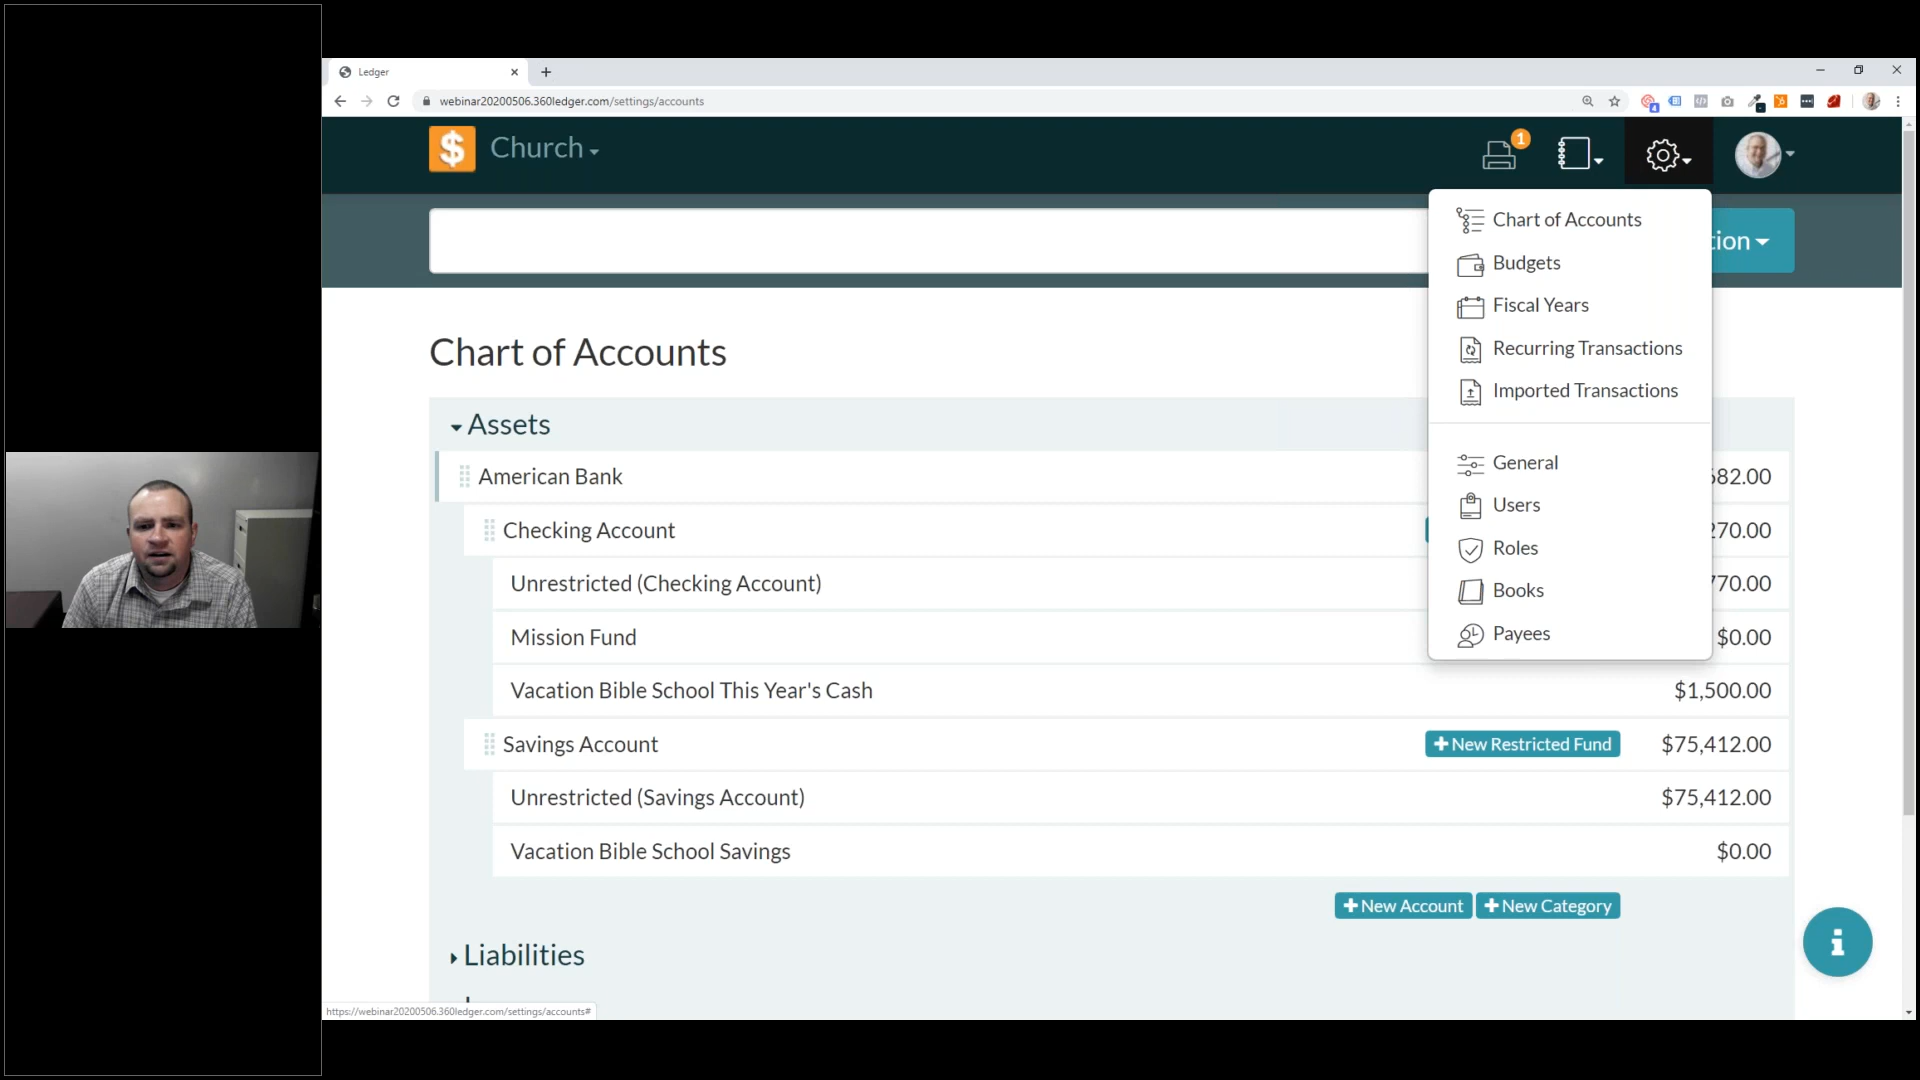 Ledger
webinar20200506.360ledger.com/settings/accounts
$
Church
1
Chart of Accounts
Budgets
Fiscal Years
Recurring Transactions
Imported Transactions
General
Users
Roles
Books
Payees
tion
Chart of Accounts
Assets
American Bank 682.00
Checking Account 270.00
Unrestricted (Checking Account) 770.00
Mission Fund $0.00
Vacation Bible School This Year's Cash $1,500.00
Savings Account + New Restricted Fund $75,412.00
Unrestricted (Savings Account) $75,412.00
Vacation Bible School Savings $0.00
+ New Account + New Category
Liabilities
i
https://webinar20200506.360ledger.com/settings/accounts#